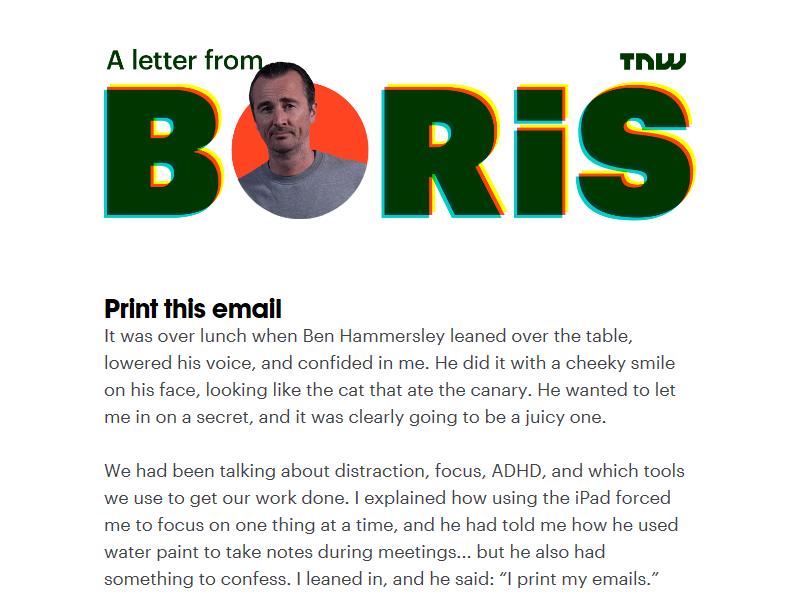 A letter from
TNW
BORiS
Print this email
It was over lunch when Ben Hammersley leaned over the table,
lowered his voice, and confided in me. He did it with a cheeky smile
on his face, looking like the cat that ate the canary. He wanted to let
me in on a secret, and it was clearly going to be a juicy one.
We had been talking about distraction, focus, ADHD, and which tools
we use to get our work done. I explained how using the iPad forced
me to focus on one thing at a time, and he had told me how he used
water paint to take notes during meetings... but he also had
something to confess. I leaned in, and he said: “I print my emails.”